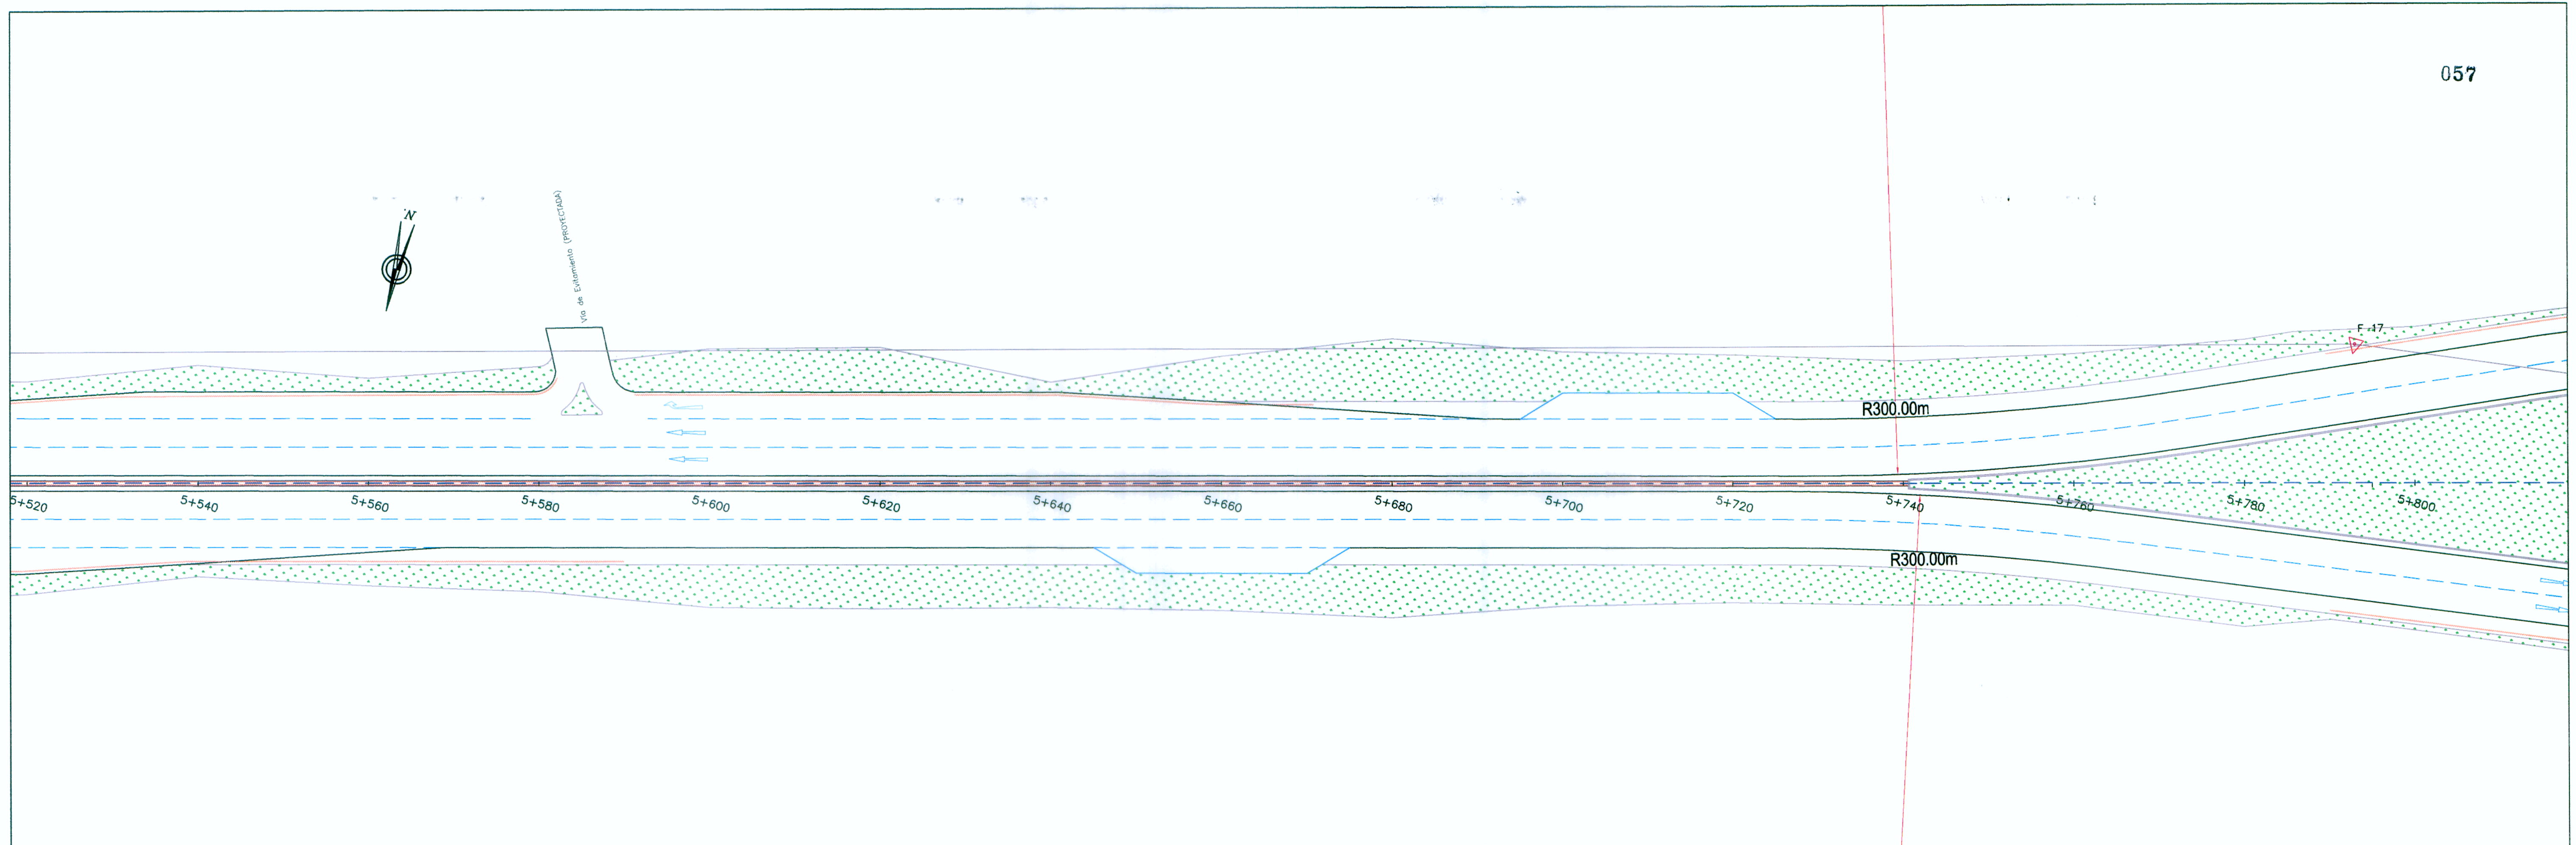 057
N
Vía de Evitamiento (PROYECTADA)
F-17
R300.00m
5+520 5+540 5+560 5+580 5+600 5+620 5+640 5+660 5+680 5+700 5+720 5+740 5+760 5+780 5+800
R300.00m